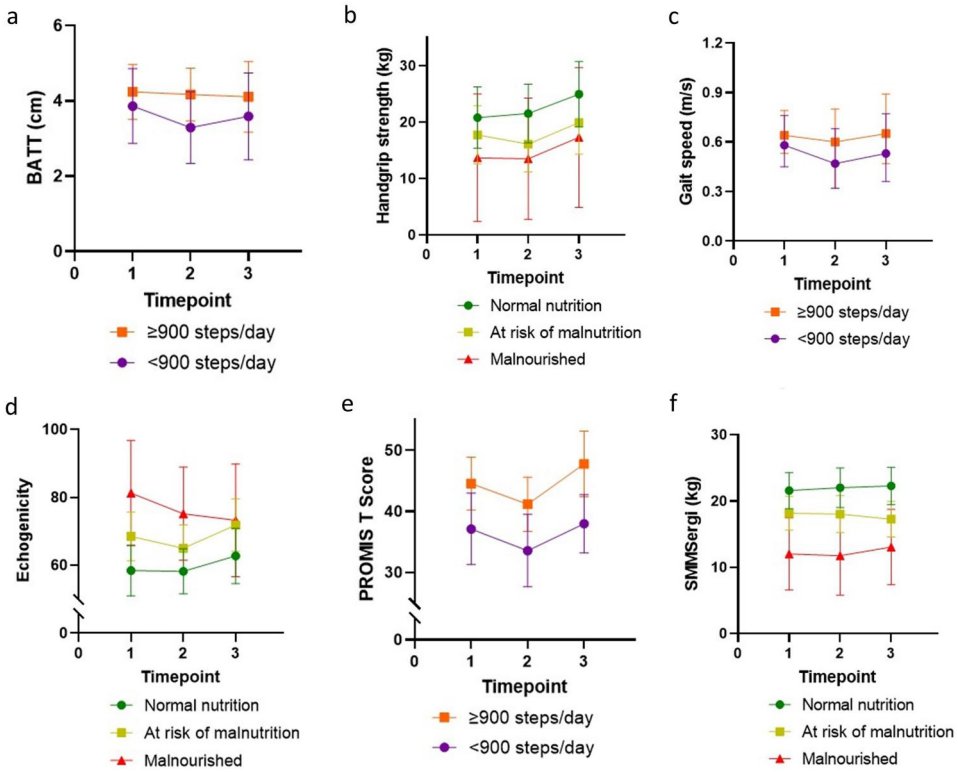 a
BATT (cm)
6
4
2
0
0
1
2
3
Timepoint
≥900 steps/day
<900 steps/day
b
Handgrip strength (kg)
30
20
10
0
0
1
2
3
Timepoint
Normal nutrition
At risk of malnutrition
Malnourished
c
Gait speed (m/s)
1.2
0.9
0.6
0.3
0.0
0
1
2
3
Timepoint
≥900 steps/day
<900 steps/day
d
Echogenicity
100
80
60
0
0
1
2
3
Timepoint
Normal nutrition
At risk of malnutrition
Malnourished
e
PROMIS T Score
50
40
30
0
0
1
2
3
Timepoint
≥900 steps/day
<900 steps/day
f
SMMSergi (kg)
30
20
10
0
0
1
2
3
Timepoint
Normal nutrition
At risk of malnutrition
Malnourished